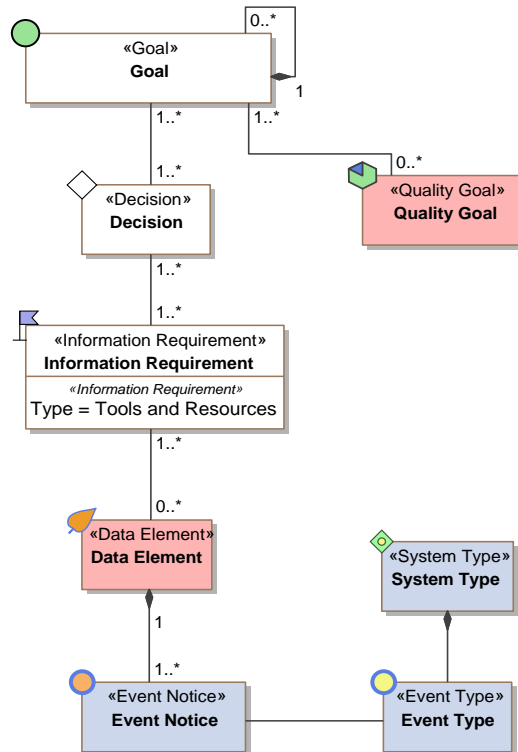 0..*
«Goal»
Goal
1
1..*
1..*
1..*
0..*
«Decision»
Decision
«Quality Goal»
Quality Goal
1..*
1..*
«Information Requirement»
Information Requirement
«Information Requirement»
Type = Tools and Resources
1..*
0..*
«Data Element»
Data Element
«System Type»
System Type
1
1..*
«Event Notice»
Event Notice
«Event Type»
Event Type